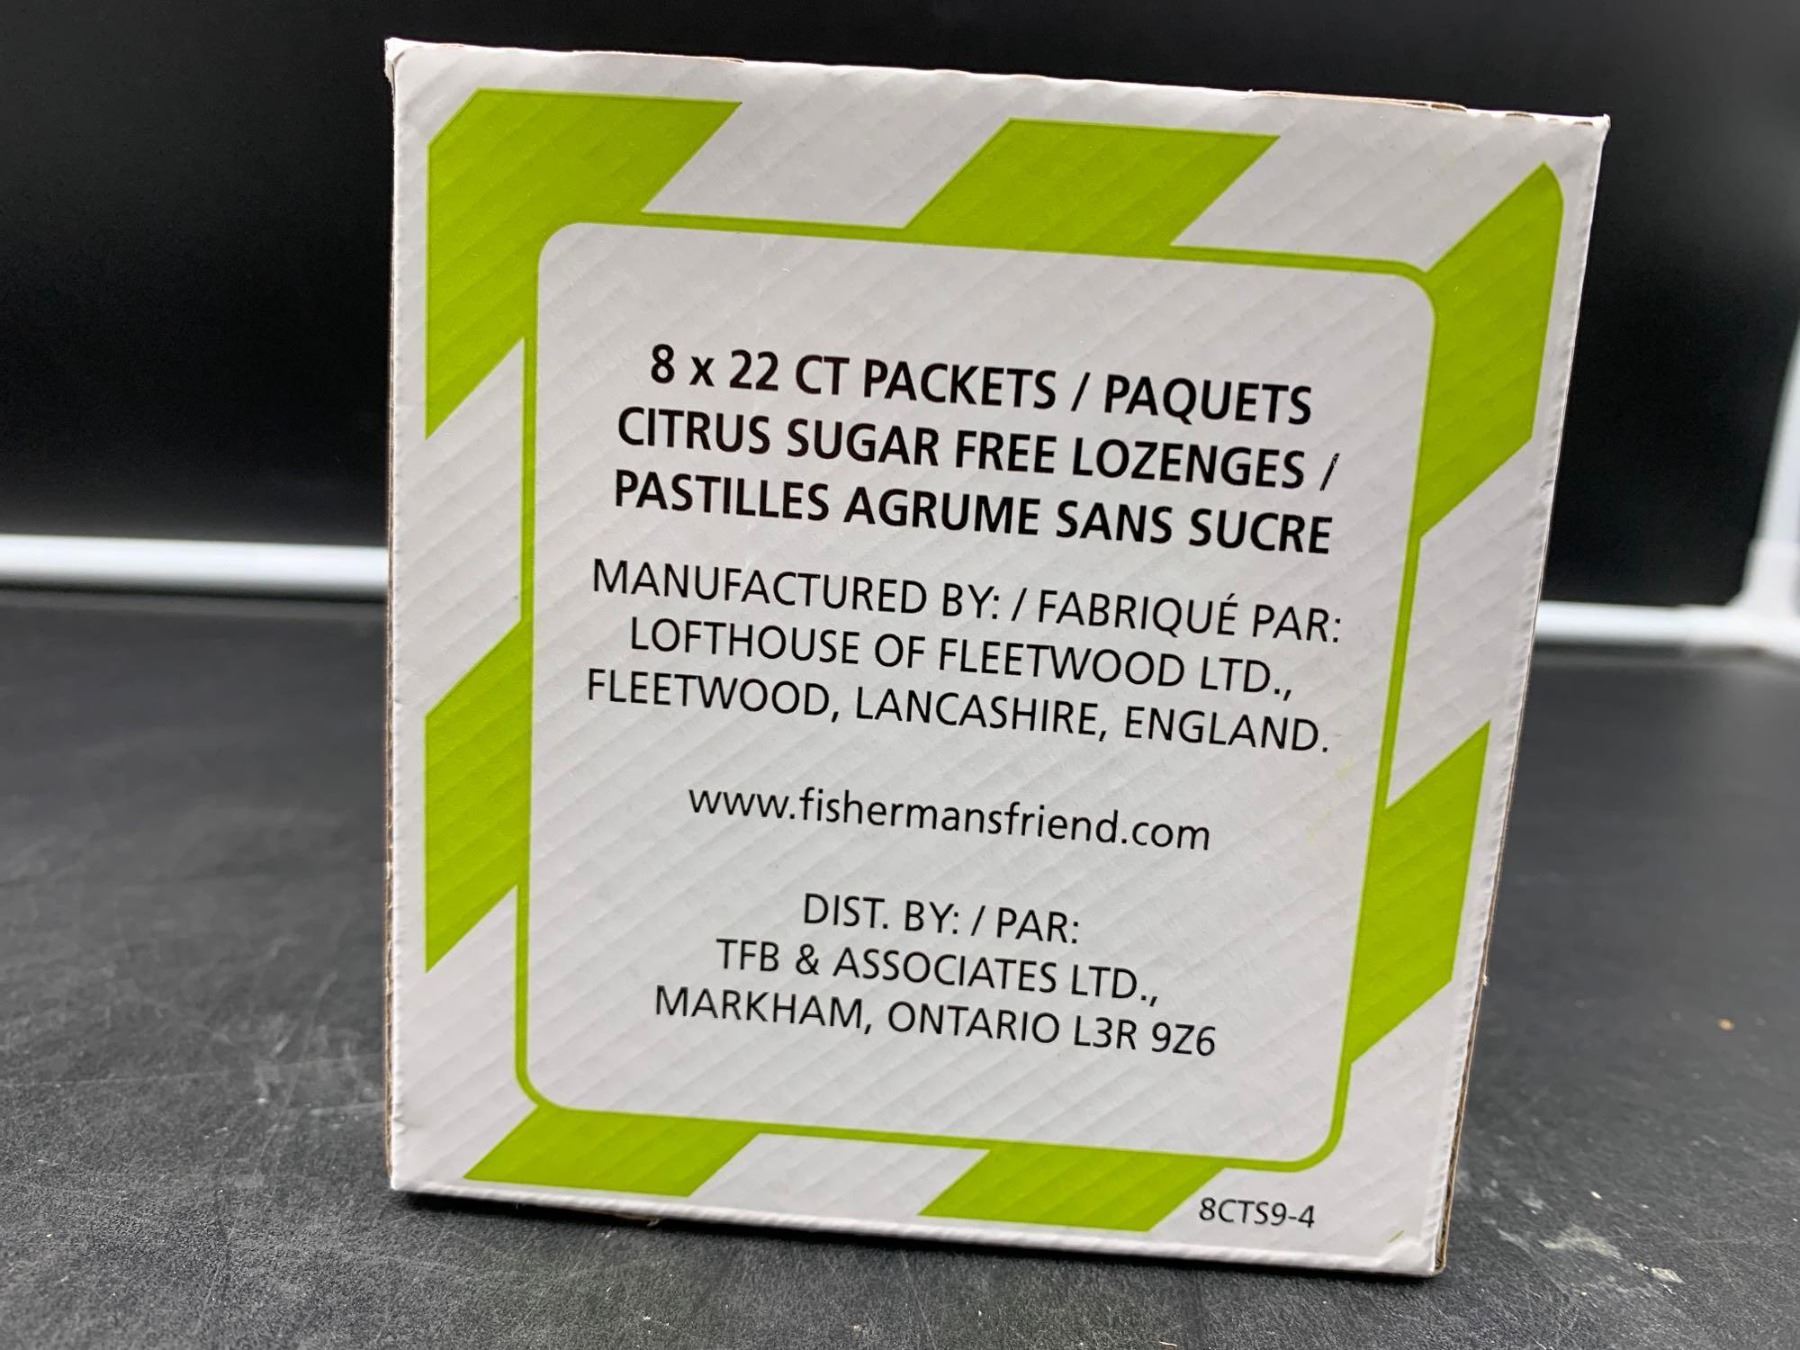 8 x 22 CT PACKETS / PAQUETS
CITRUS SUGAR FREE LOZENGES /
PASTILLES AGRUME SANS SUCRE
MANUFACTURED BY: / FABRIQUÉ PAR:
LOFTHOUSE OF FLEETWOOD LTD.,
FLEETWOOD, LANCASHIRE, ENGLAND.
www.fishermansfriend.com
DIST. BY: / PAR:
TFB & ASSOCIATES LTD.,
MARKHAM, ONTARIO L3R 9Z6
8CTS9-4